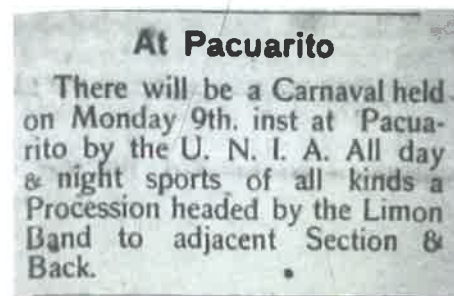 At Pacuarito
There will be a Carnaval held
on Monday 9th. inst at Pacua-
rito by the U. N. I. A. All day
& night sports of all kinds a
Procession headed by the Limon
Band to adjacent Section &
Back.